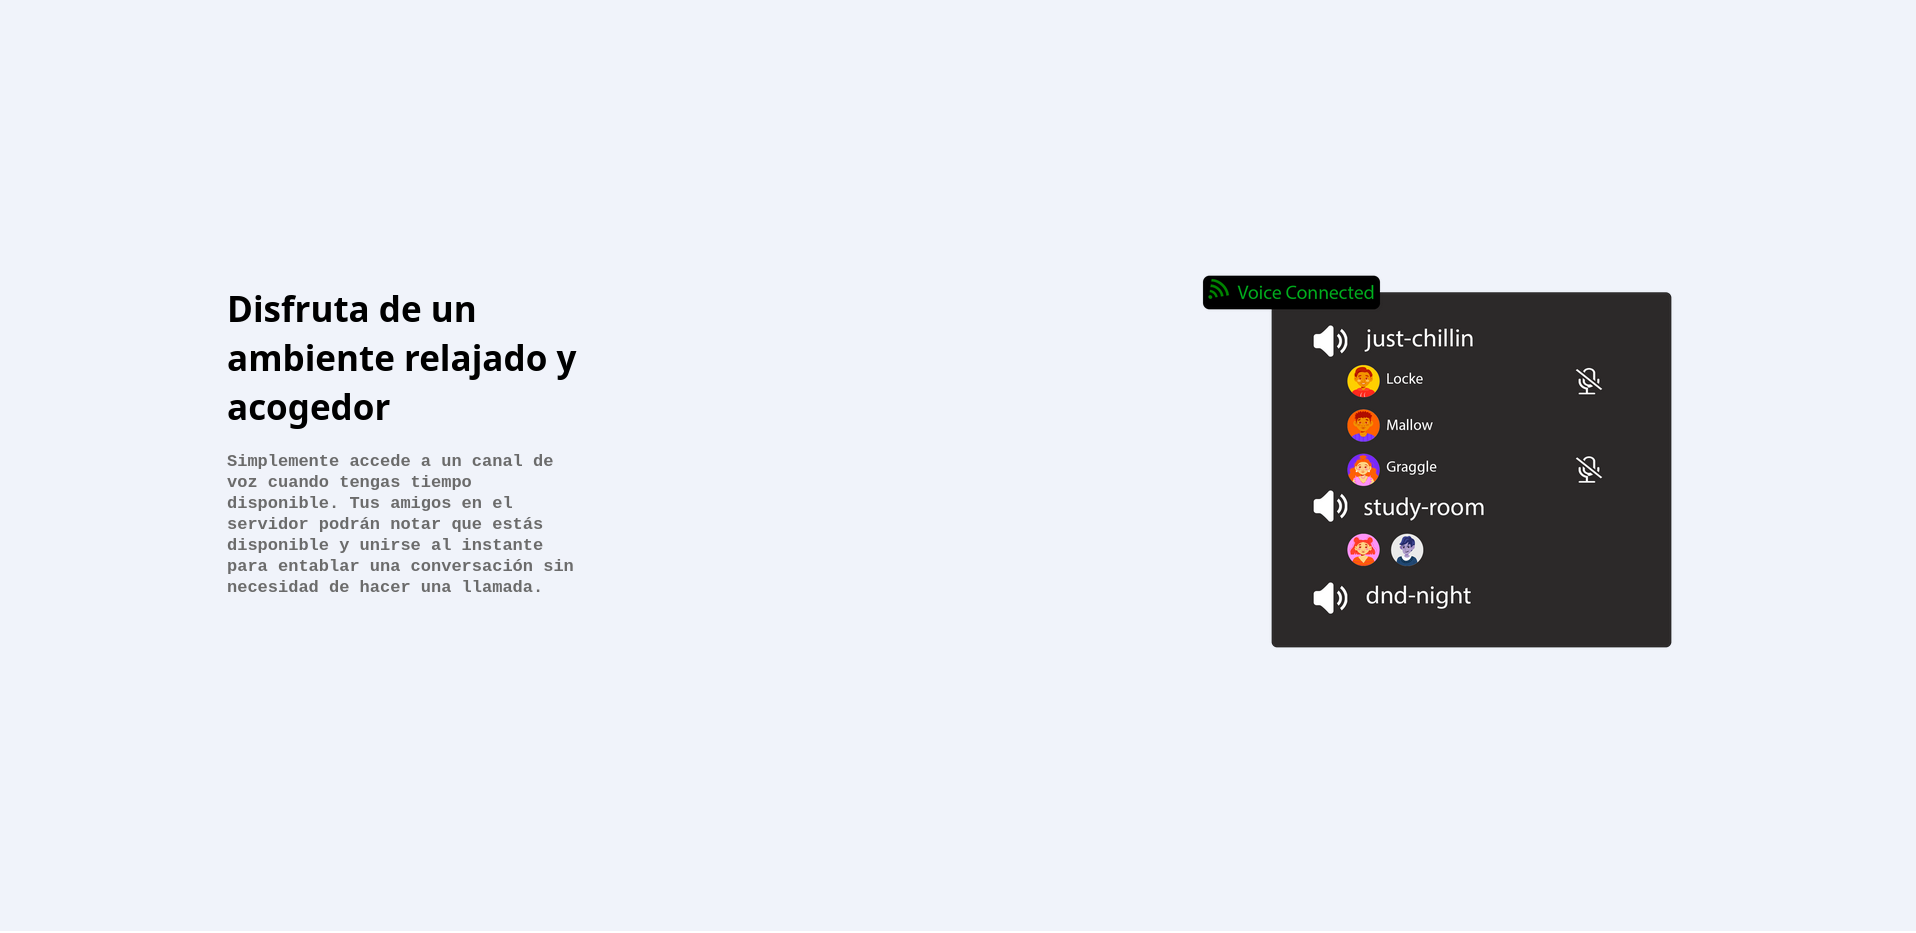 Disfruta de un
ambiente relajado y
acogedor
Simplemente accede a un canal de
voz cuando tengas tiempo
disponible. Tus amigos en el
servidor podrán notar que estás
disponible y unirse al instante
para entablar una conversación sin
necesidad de hacer una llamada.
Voice Connected
just-chillin
Locke
Mallow
Graggle
study-room
dnd-night